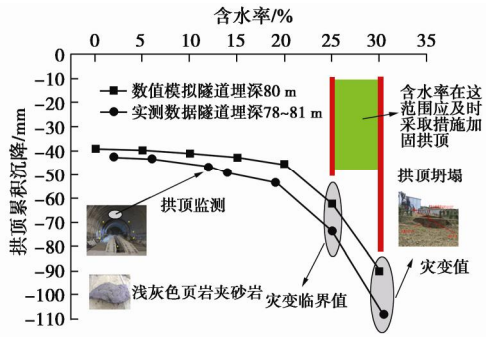 含水率/%
0 5 10 15 20 25 30 35
0
-10
-20
-30
-40
-50
-60
-70
-80
-90
-100
-110
拱顶累积沉降/mm
数值模拟隧道埋深80 m
实测数据隧道埋深78~81 m
含水率在这
范围应及时
采取措施加
固拱顶
拱顶监测
拱顶坍塌
浅灰色页岩夹砂岩
灾变临界值
灾变值